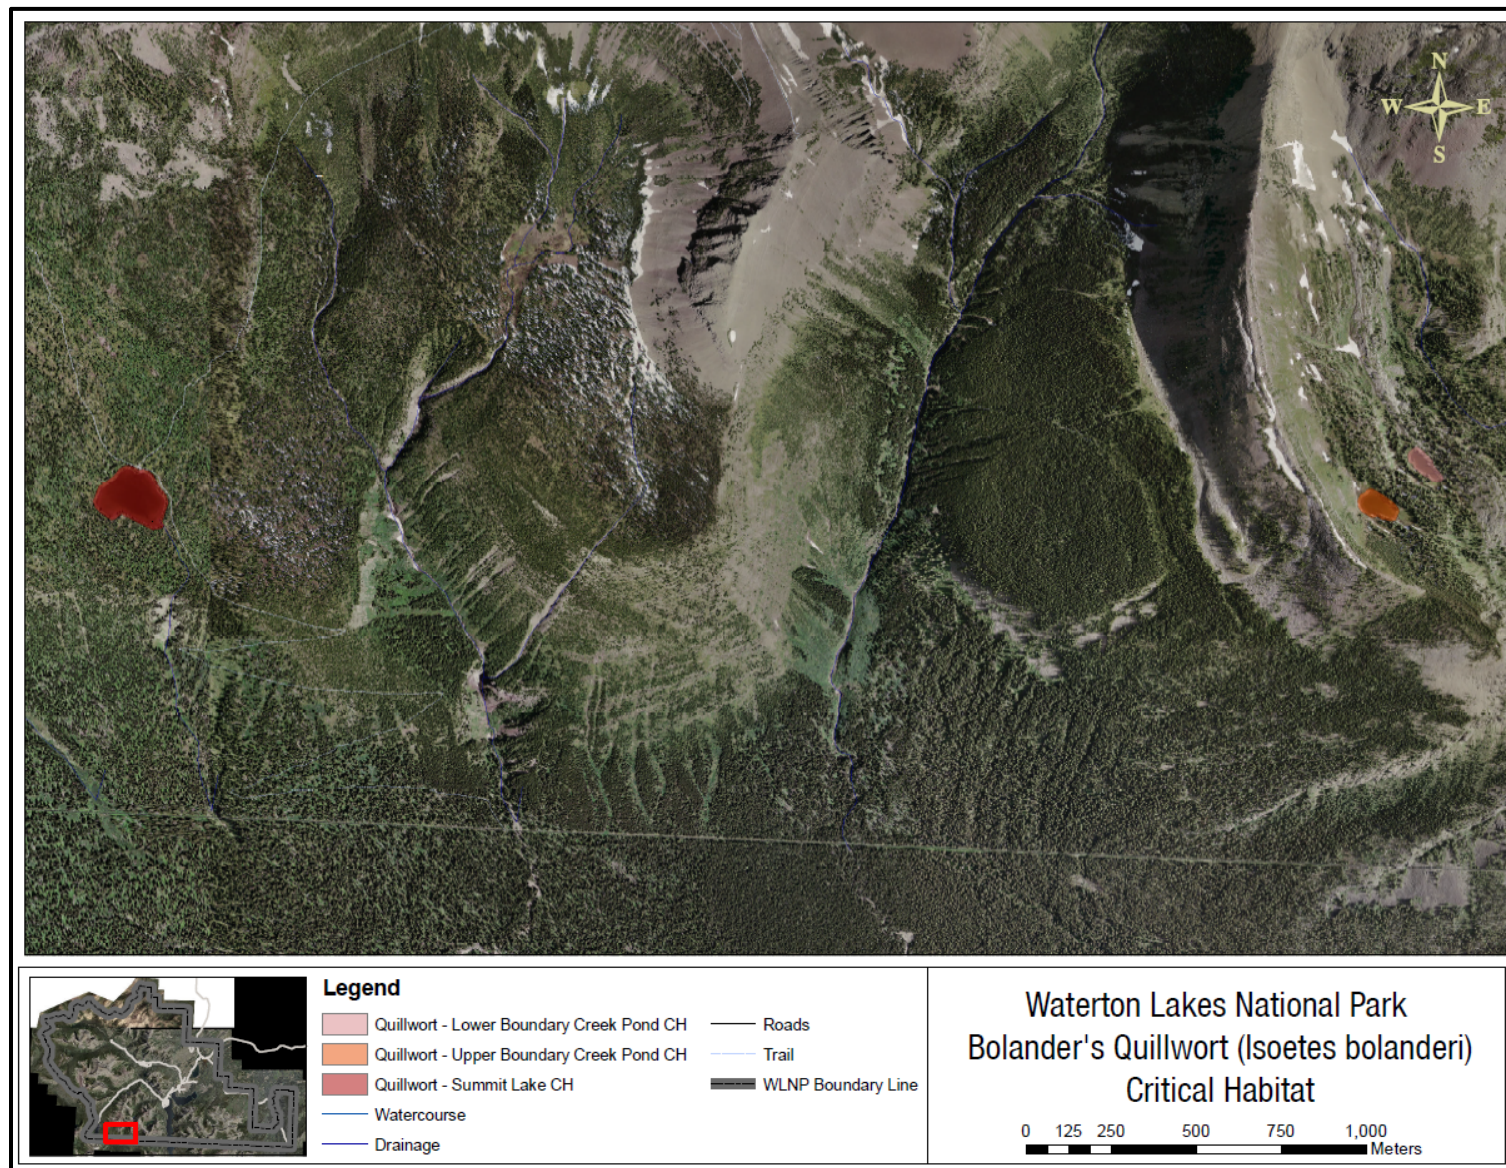 N
W E
S
Legend
Quillwort - Lower Boundary Creek Pond CH
Quillwort - Upper Boundary Creek Pond CH
Quillwort - Summit Lake CH
Watercourse
Drainage
Roads
Trail
WLNP Boundary Line
Waterton Lakes National Park
Bolander's Quillwort (Isoetes bolanderi)
Critical Habitat
0 125 250 500 750 1,000
Meters